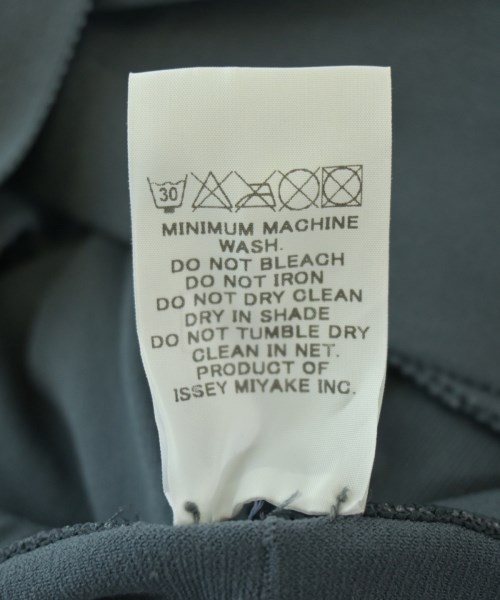 30
MINIMUM MACHINE
WASH.
DO NOT BLEACH
DO NOT IRON
DO NOT DRY CLEAN
DRY IN SHADE
DO NOT TUMBLE DRY
CLEAN IN NET.
PRODUCT OF
ISSEY MIYAKE INC.